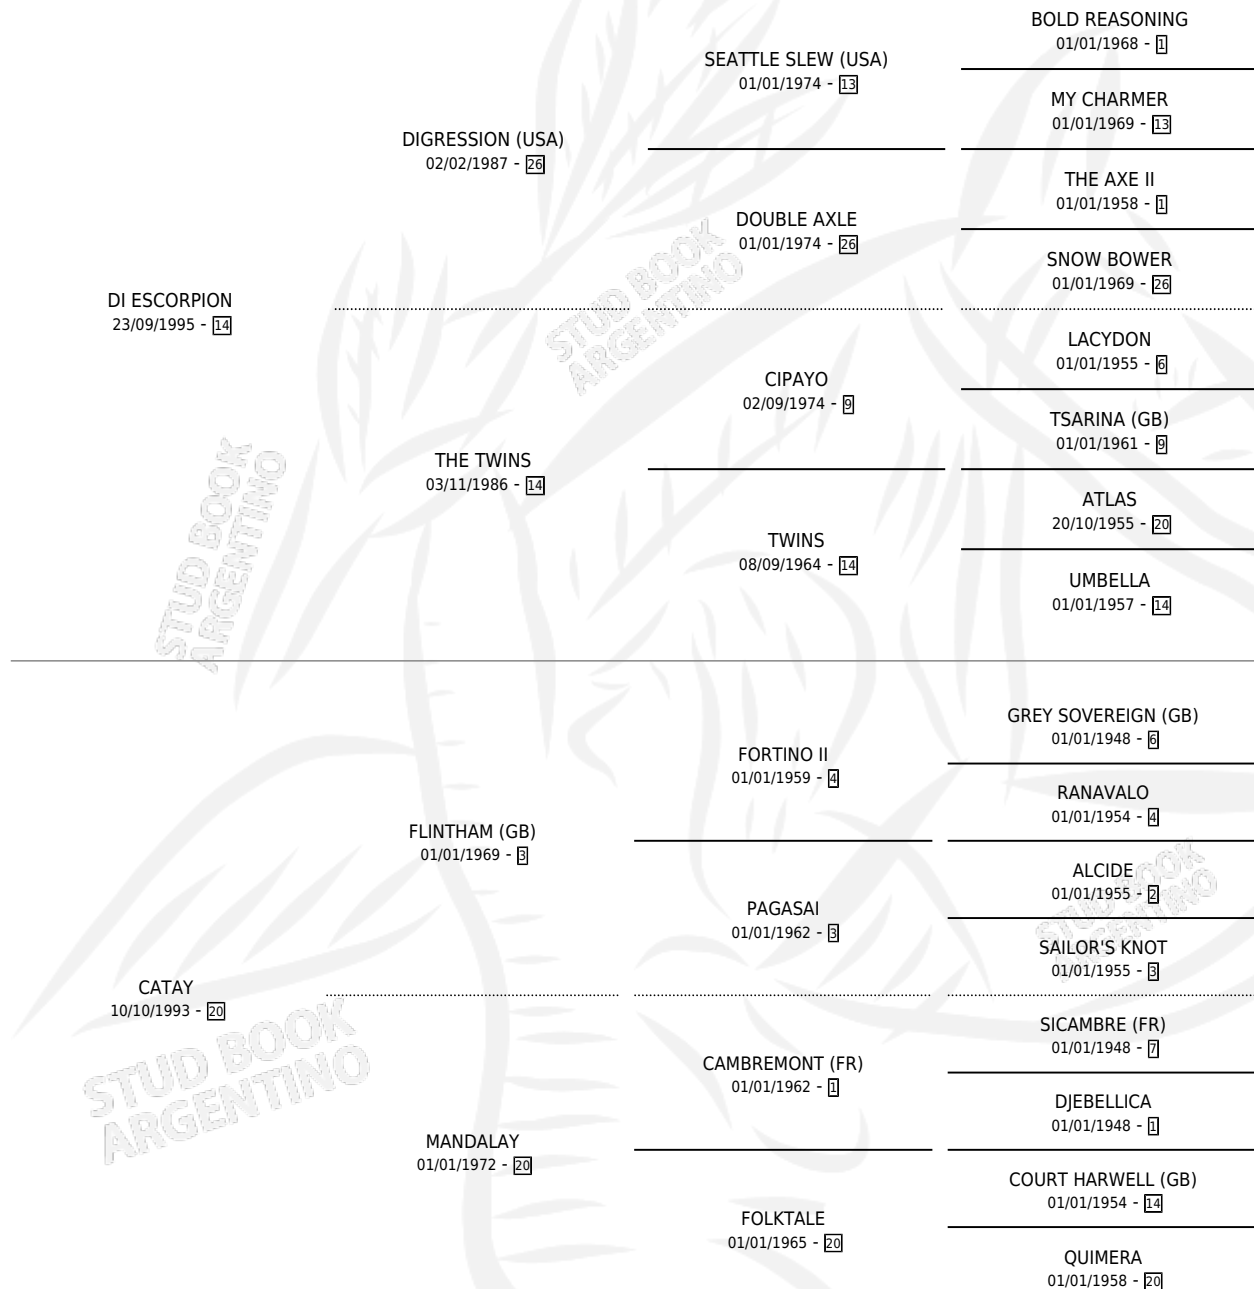 BOLD REASONING
01/01/1968 - 1
SEATTLE SLEW (USA)
01/01/1974 - 13
MY CHARMER
01/01/1969 - 13
DIGRESSION (USA)
02/02/1987 - 26
THE AXE II
01/01/1958 - 1
DOUBLE AXLE
01/01/1974 - 26
SNOW BOWER
01/01/1969 - 26
DI ESCORPION
23/09/1995 - 14
LACYDON
01/01/1955 - 6
CIPAYO
02/09/1974 - 9
TSARINA (GB)
01/01/1961 - 9
THE TWINS
03/11/1986 - 14
ATLAS
20/10/1955 - 20
TWINS
08/09/1964 - 14
UMBELLA
01/01/1957 - 14
GREY SOVEREIGN (GB)
01/01/1948 - 6
FORTINO II
01/01/1959 - 4
RANAVALO
01/01/1954 - 4
FLINTHAM (GB)
01/01/1969 - 3
ALCIDE
01/01/1955 - 2
PAGASAI
01/01/1962 - 3
SAILOR'S KNOT
01/01/1955 - 3
CATAY
10/10/1993 - 20
SICAMBRE (FR)
01/01/1948 - 7
CAMBREMONT (FR)
01/01/1962 - 1
DJEBELLICA
01/01/1948 - 1
MANDALAY
01/01/1972 - 20
COURT HARWELL (GB)
01/01/1954 - 14
FOLKTALE
01/01/1965 - 20
QUIMERA
01/01/1958 - 20
STUD BOOK
ARGENTINO
STUD BOOK
ARGENTINO
STUD BOOK
ARGENTINO
STUD BOOK
ARGENTINO